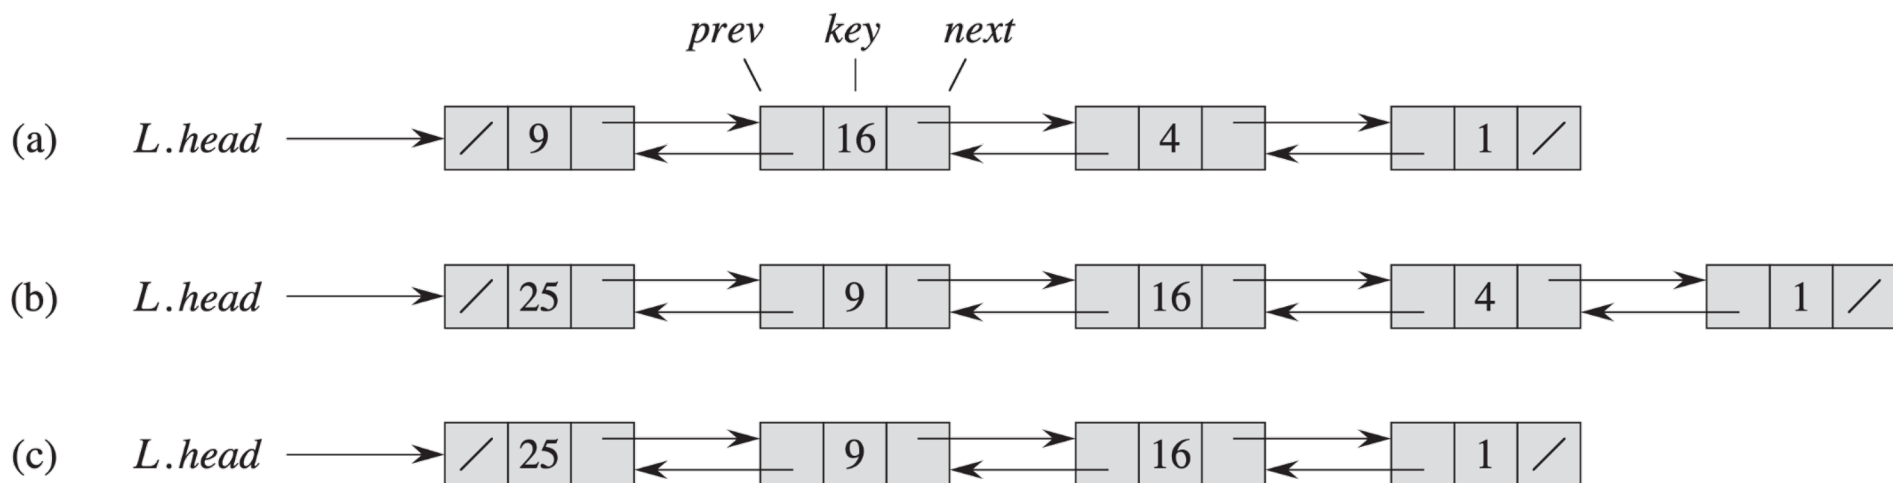 prev key next
(a) L.head 9 16 4 1
(b) L.head 25 9 16 4 1
(c) L.head 25 9 16 1